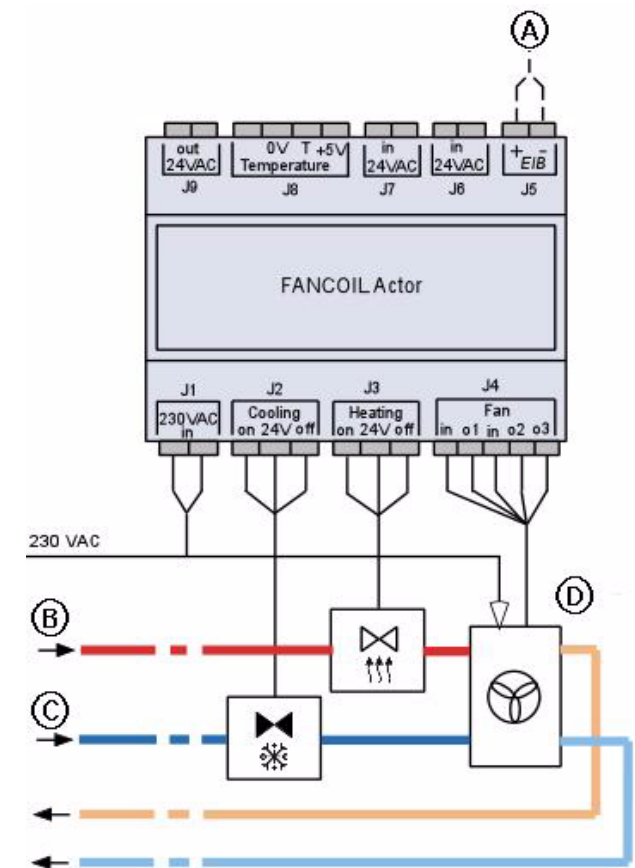 A
out 0V T +5V in in + -
24VAC Temperature 24VAC 24VAC EIB
J9 J8 J7 J6 J5
FANCOIL Actor
J1 J2 J3 J4
230VAC Cooling Heating Fan
in on 24V off on 24V off in o1 in o2 o3
230 VAC
D
B
C